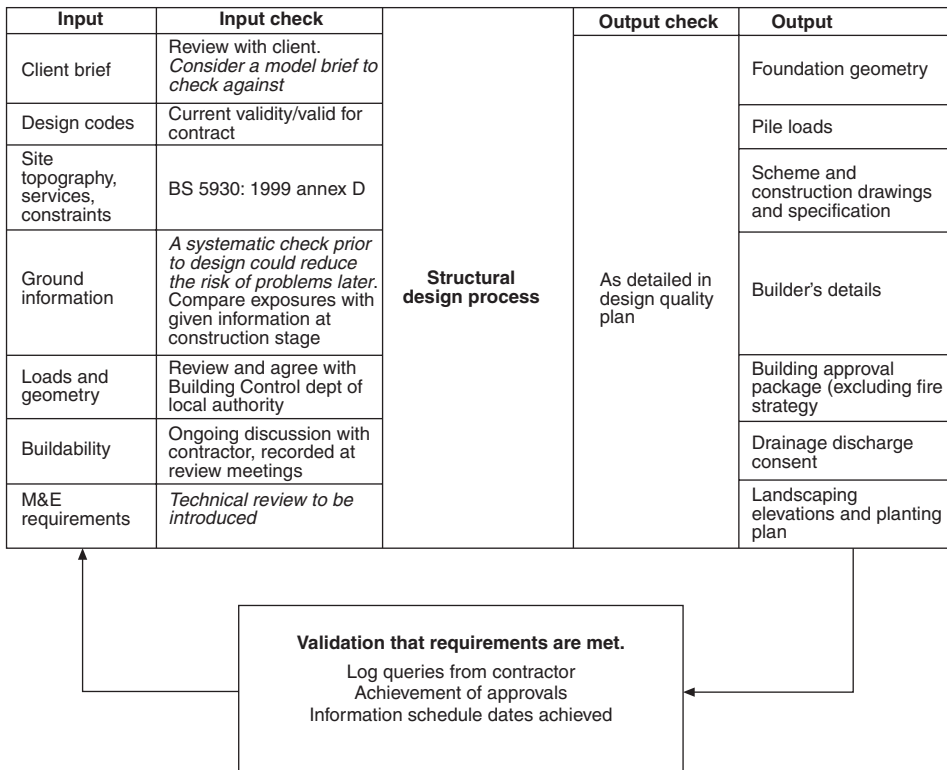 Input
Input check
Output check
Output
Client brief
Review with client.
Consider a model brief to
check against
Foundation geometry
Design codes
Current validity/valid for
contract
Pile loads
Site
topography,
services,
constraints
BS 5930: 1999 annex D
Scheme and
construction drawings
and specification
Ground
information
A systematic check prior
to design could reduce
the risk of problems later.
Compare exposures with
given information at
construction stage
Structural
design process
As detailed in
design quality
plan
Builder's details
Loads and
geometry
Review and agree with
Building Control dept of
local authority
Building approval
package (excluding fire
strategy
Buildability
Ongoing discussion with
contractor, recorded at
review meetings
Drainage discharge
consent
M&E
requirements
Technical review to be
introduced
Landscaping
elevations and planting
plan
Validation that requirements are met.
Log queries from contractor
Achievement of approvals
Information schedule dates achieved